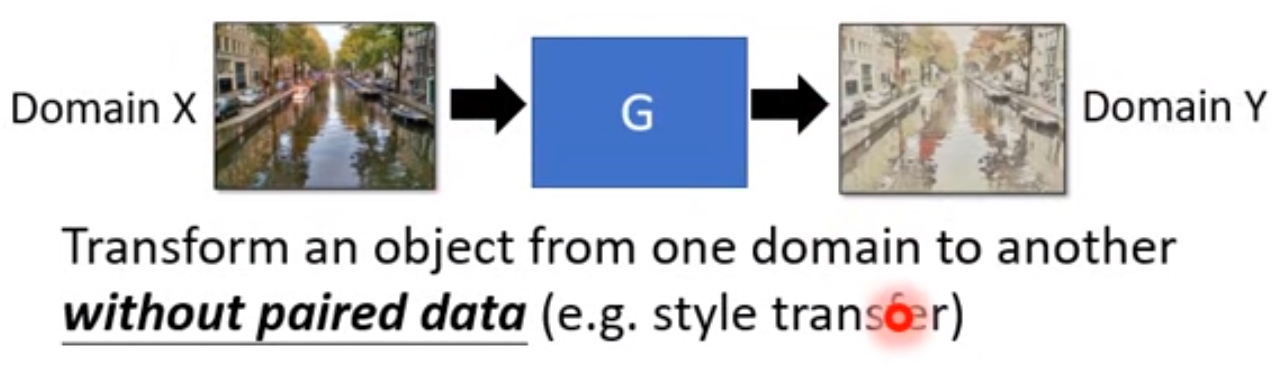 Domain X
G
Domain Y
Transform an object from one domain to another
without paired data (e.g. style transfer)